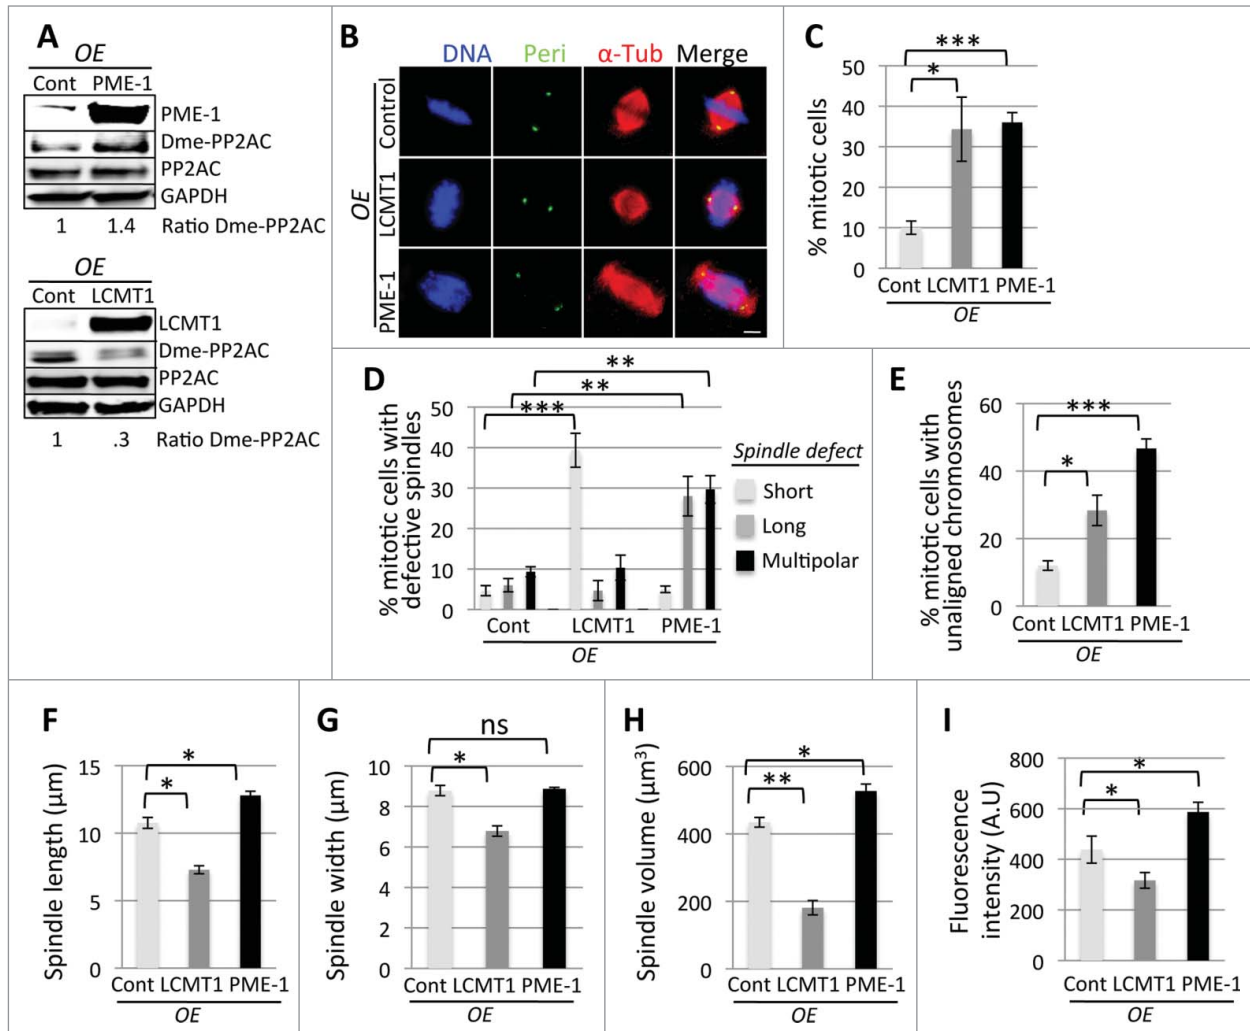 A
OE
Cont PME-1
PME-1
Dme-PP2AC
PP2AC
GAPDH
1 1.4 Ratio Dme-PP2AC
OE
Cont LCMT1
LCMT1
Dme-PP2AC
PP2AC
GAPDH
1 .3 Ratio Dme-PP2AC
B
DNA Peri α-Tub Merge
OE
Control
LCMT1
PME-1
C
***
*
% mitotic cells
50
40
30
20
10
0
Cont LCMT1 PME-1
OE
D
**
**
***
% mitotic cells with
defective spindles
50
40
30
20
10
0
Cont LCMT1 PME-1
OE
Spindle defect
Short
Long
Multipolar
E
***
*
% mitotic cells with
unaligned chromosomes
60
40
20
0
Cont LCMT1 PME-1
OE
F
*
*
Spindle length (μm)
15
10
5
0
Cont LCMT1 PME-1
OE
G
ns
*
Spindle width (μm)
10
8
6
4
2
0
Cont LCMT1 PME-1
OE
H
*
**
Spindle volume (μm³)
600
400
200
0
Cont LCMT1 PME-1
OE
I
*
*
Fluorescence
intensity (A.U)
800
600
400
200
0
Cont LCMT1 PME-1
OE